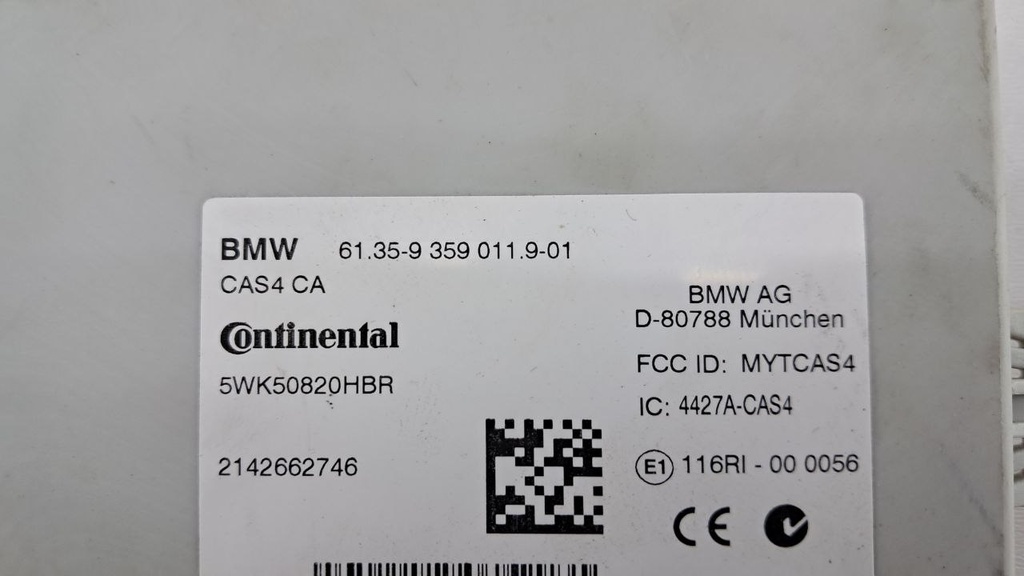 BMW 61.35-9 359 011.9-01
CAS4 CA
Continental
5WK50820HBR
2142662746
BMW AG
D-80788 München
FCC ID: MYTCAS4
IC: 4427A-CAS4
E1 116RI - 00 0056
CE